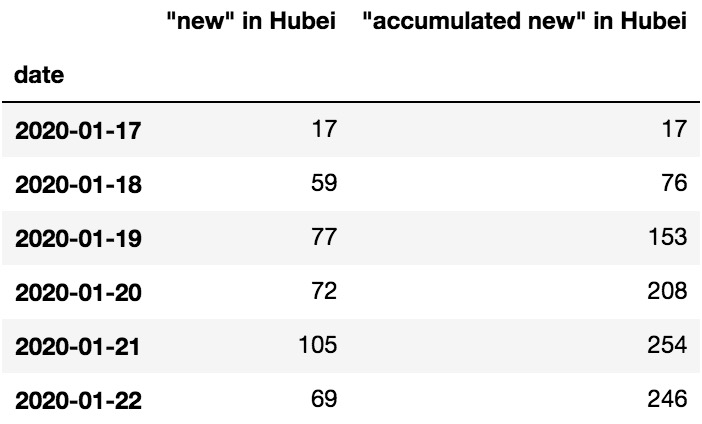 "new" in Hubei "accumulated new" in Hubei
date
2020-01-17 17 17
2020-01-18 59 76
2020-01-19 77 153
2020-01-20 72 208
2020-01-21 105 254
2020-01-22 69 246